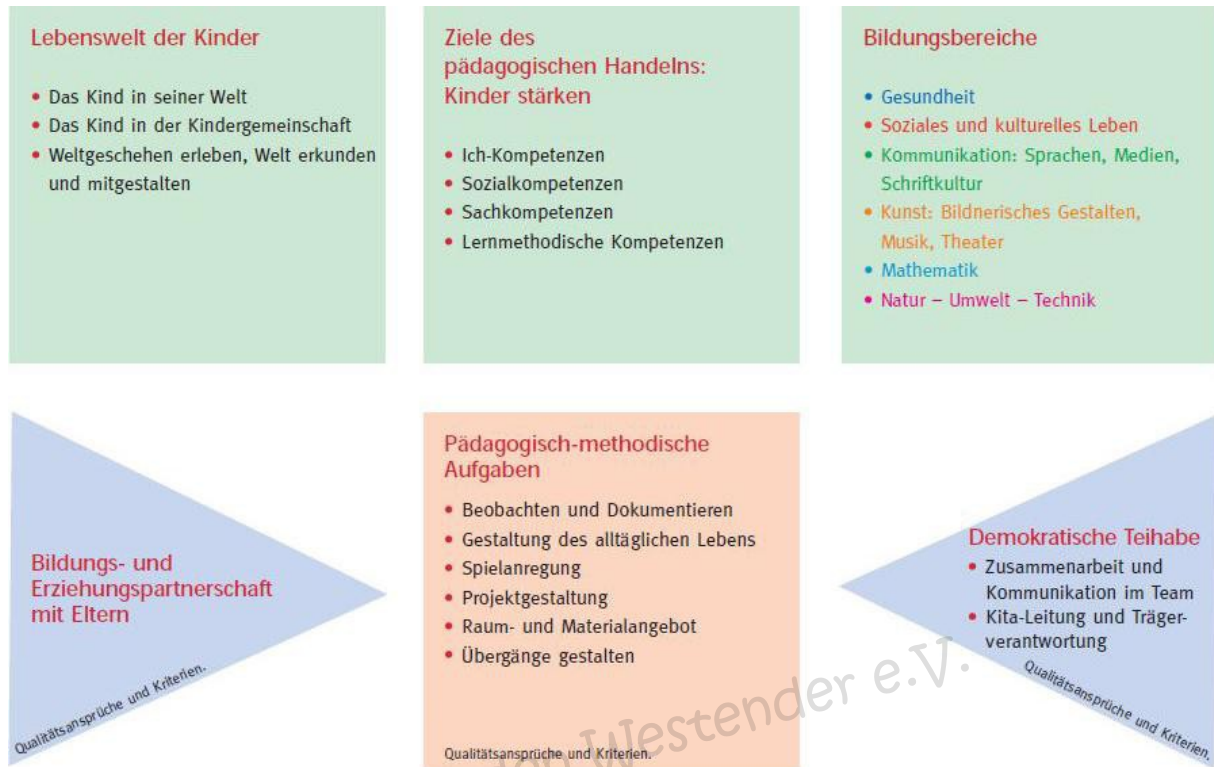 Lebenswelt der Kinder
• Das Kind in seiner Welt
• Das Kind in der Kindergemeinschaft
• Weltgeschehen erleben, Welt erkunden
und mitgestalten
Ziele des
pädagogischen Handelns:
Kinder stärken
• Ich-Kompetenzen
• Sozialkompetenzen
• Sachkompetenzen
• Lernmethodische Kompetenzen
Bildungsbereiche
• Gesundheit
• Soziales und kulturelles Leben
• Kommunikation: Sprachen, Medien,
Schriftkultur
• Kunst: Bildnerisches Gestalten,
Musik, Theater
• Mathematik
• Natur – Umwelt – Technik
Bildungs- und
Erziehungspartnerschaft
mit Eltern
Qualitätsansprüche und Kriterien.
Pädagogisch-methodische
Aufgaben
• Beobachten und Dokumentieren
• Gestaltung des alltäglichen Lebens
• Spielanregung
• Projektgestaltung
• Raum- und Materialangebot
• Übergänge gestalten
Qualitätsansprüche und Kriterien.
Demokratische Teihabe
• Zusammenarbeit und
Kommunikation im Team
• Kita-Leitung und Träger-
verantwortung
Qualitätsansprüche und Kriterien.
Westender e.V.